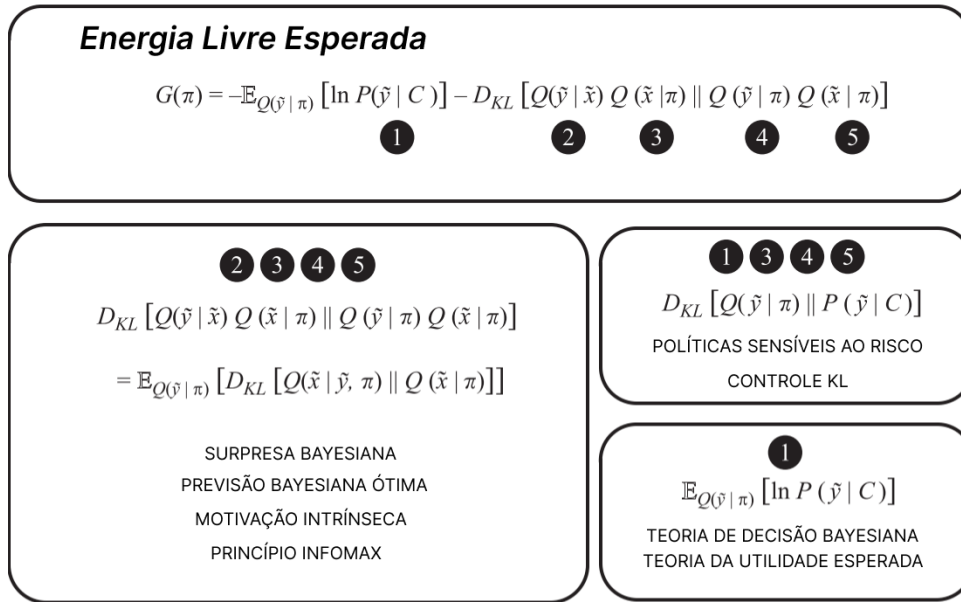 Energia Livre Esperada
G(π) = −𝔼_{Q(ỹ | π)} [ln P(ỹ | C )] − D_{KL} [Q(ỹ | x̃) Q (x̃ |π) || Q (ỹ | π) Q (x̃ | π)]
1 2 3 4 5
2 3 4 5
D_{KL} [Q(ỹ | x̃) Q (x̃ | π) || Q (ỹ | π) Q (x̃ | π)]
= 𝔼_{Q(ỹ | π)} [D_{KL} [Q(x̃ | ỹ, π) || Q (x̃ | π)]]
SURPRESA BAYESIANA
PREVISÃO BAYESIANA ÓTIMA
MOTIVAÇÃO INTRÍNSECA
PRINCÍPIO INFOMAX
1 3 4 5
D_{KL} [Q(ỹ | π) || P (ỹ | C)]
POLÍTICAS SENSÍVEIS AO RISCO
CONTROLE KL
1
𝔼_{Q(ỹ | π)} [ln P (ỹ | C)]
TEORIA DE DECISÃO BAYESIANA
TEORIA DA UTILIDADE ESPERADA